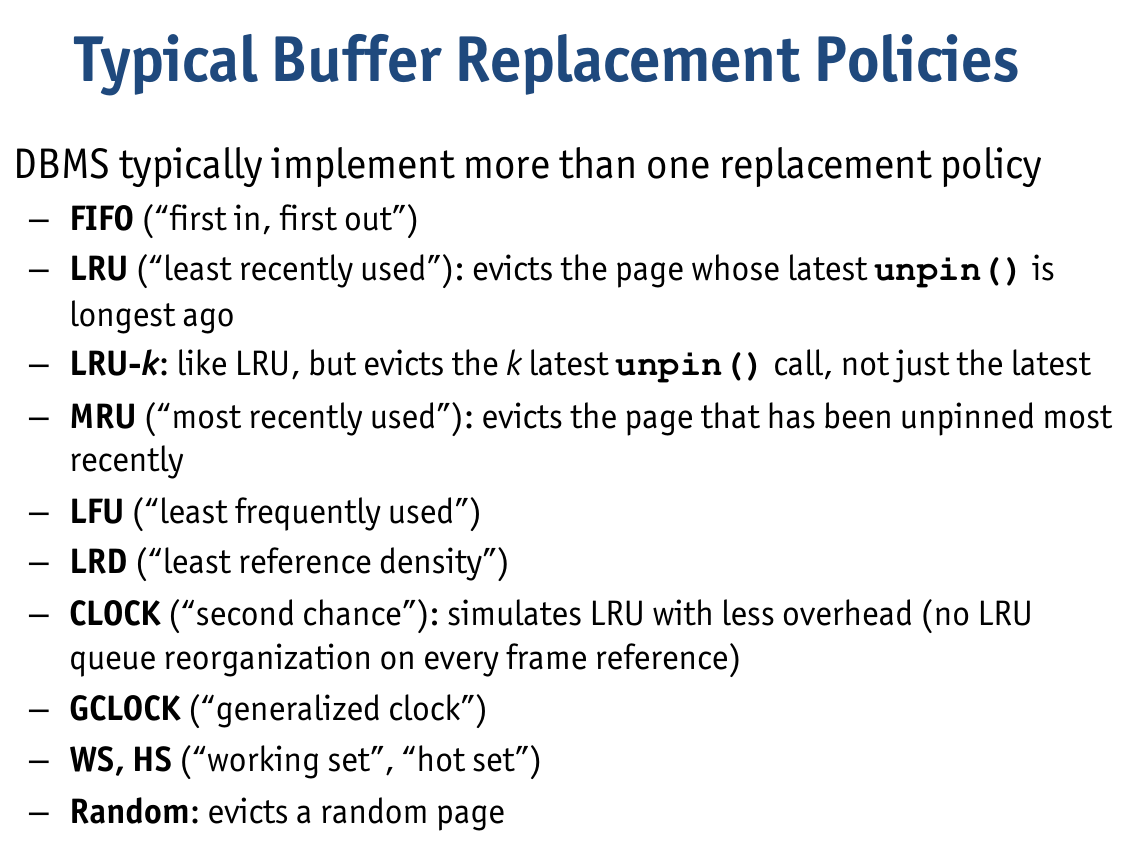 Typical Buffer Replacement Policies
DBMS typically implement more than one replacement policy
– FIFO (“first in, first out”)
– LRU (“least recently used”): evicts the page whose latest unpin() is
longest ago
– LRU-k: like LRU, but evicts the k latest unpin() call, not just the latest
– MRU (“most recently used”): evicts the page that has been unpinned most
recently
– LFU (“least frequently used”)
– LRD (“least reference density”)
– CLOCK (“second chance”): simulates LRU with less overhead (no LRU
queue reorganization on every frame reference)
– GCLOCK (“generalized clock”)
– WS, HS (“working set”, “hot set”)
– Random: evicts a random page